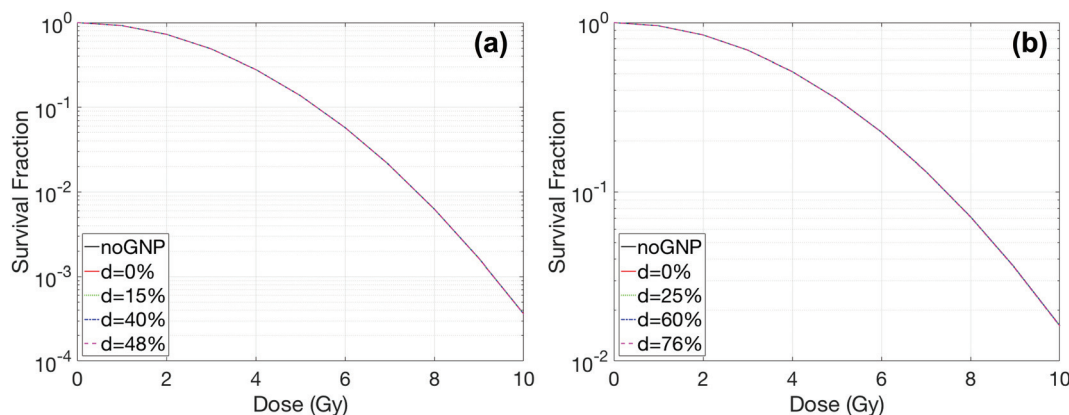 (a)
10^0
10^-1
10^-2
10^-3
10^-4
Survival Fraction
noGNP
d=0%
d=15%
d=40%
d=48%
0 2 4 6 8 10
Dose (Gy)
(b)
10^0
10^-1
10^-2
Survival Fraction
noGNP
d=0%
d=25%
d=60%
d=76%
0 2 4 6 8 10
Dose (Gy)